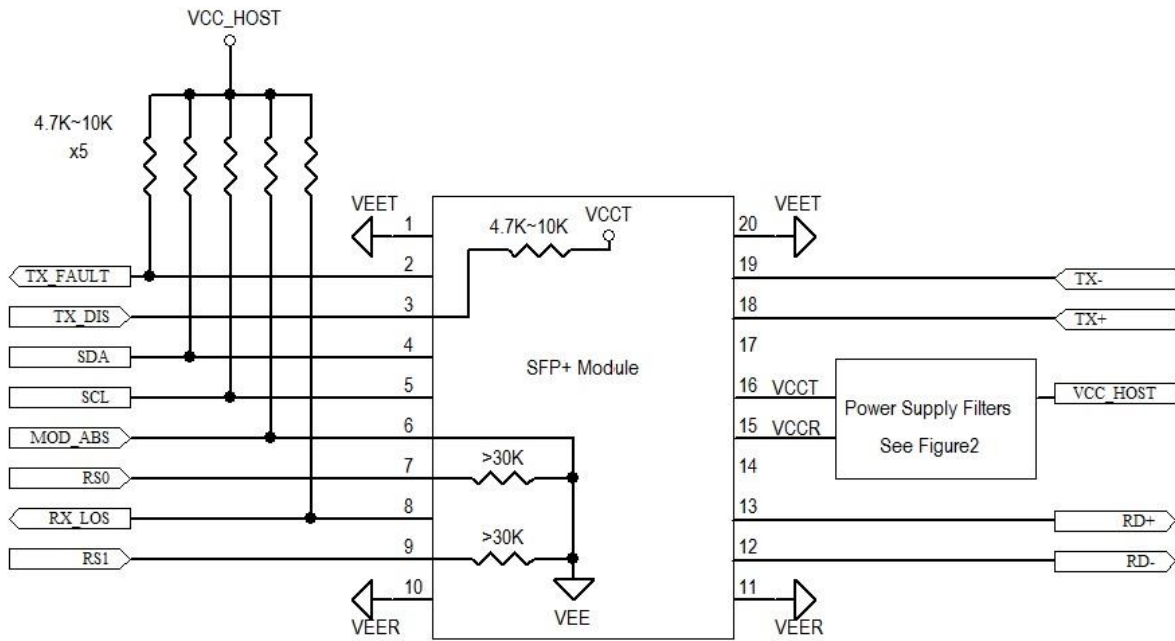 VCC_HOST
4.7K~10K
x5
VEET
1
4.7K~10K
VCCT
20
VEET
TX_FAULT
2
19
TX-
TX_DIS
3
18
TX+
SDA
4
SFP+ Module
17
SCL
5
16
VCCT
Power Supply Filters
See Figure2
VCC_HOST
MOD_ABS
6
15
VCCR
RS0
7
>30K
14
RX_LOS
8
13
RD+
RS1
9
>30K
12
RD-
10
VEER
VEE
11
VEER